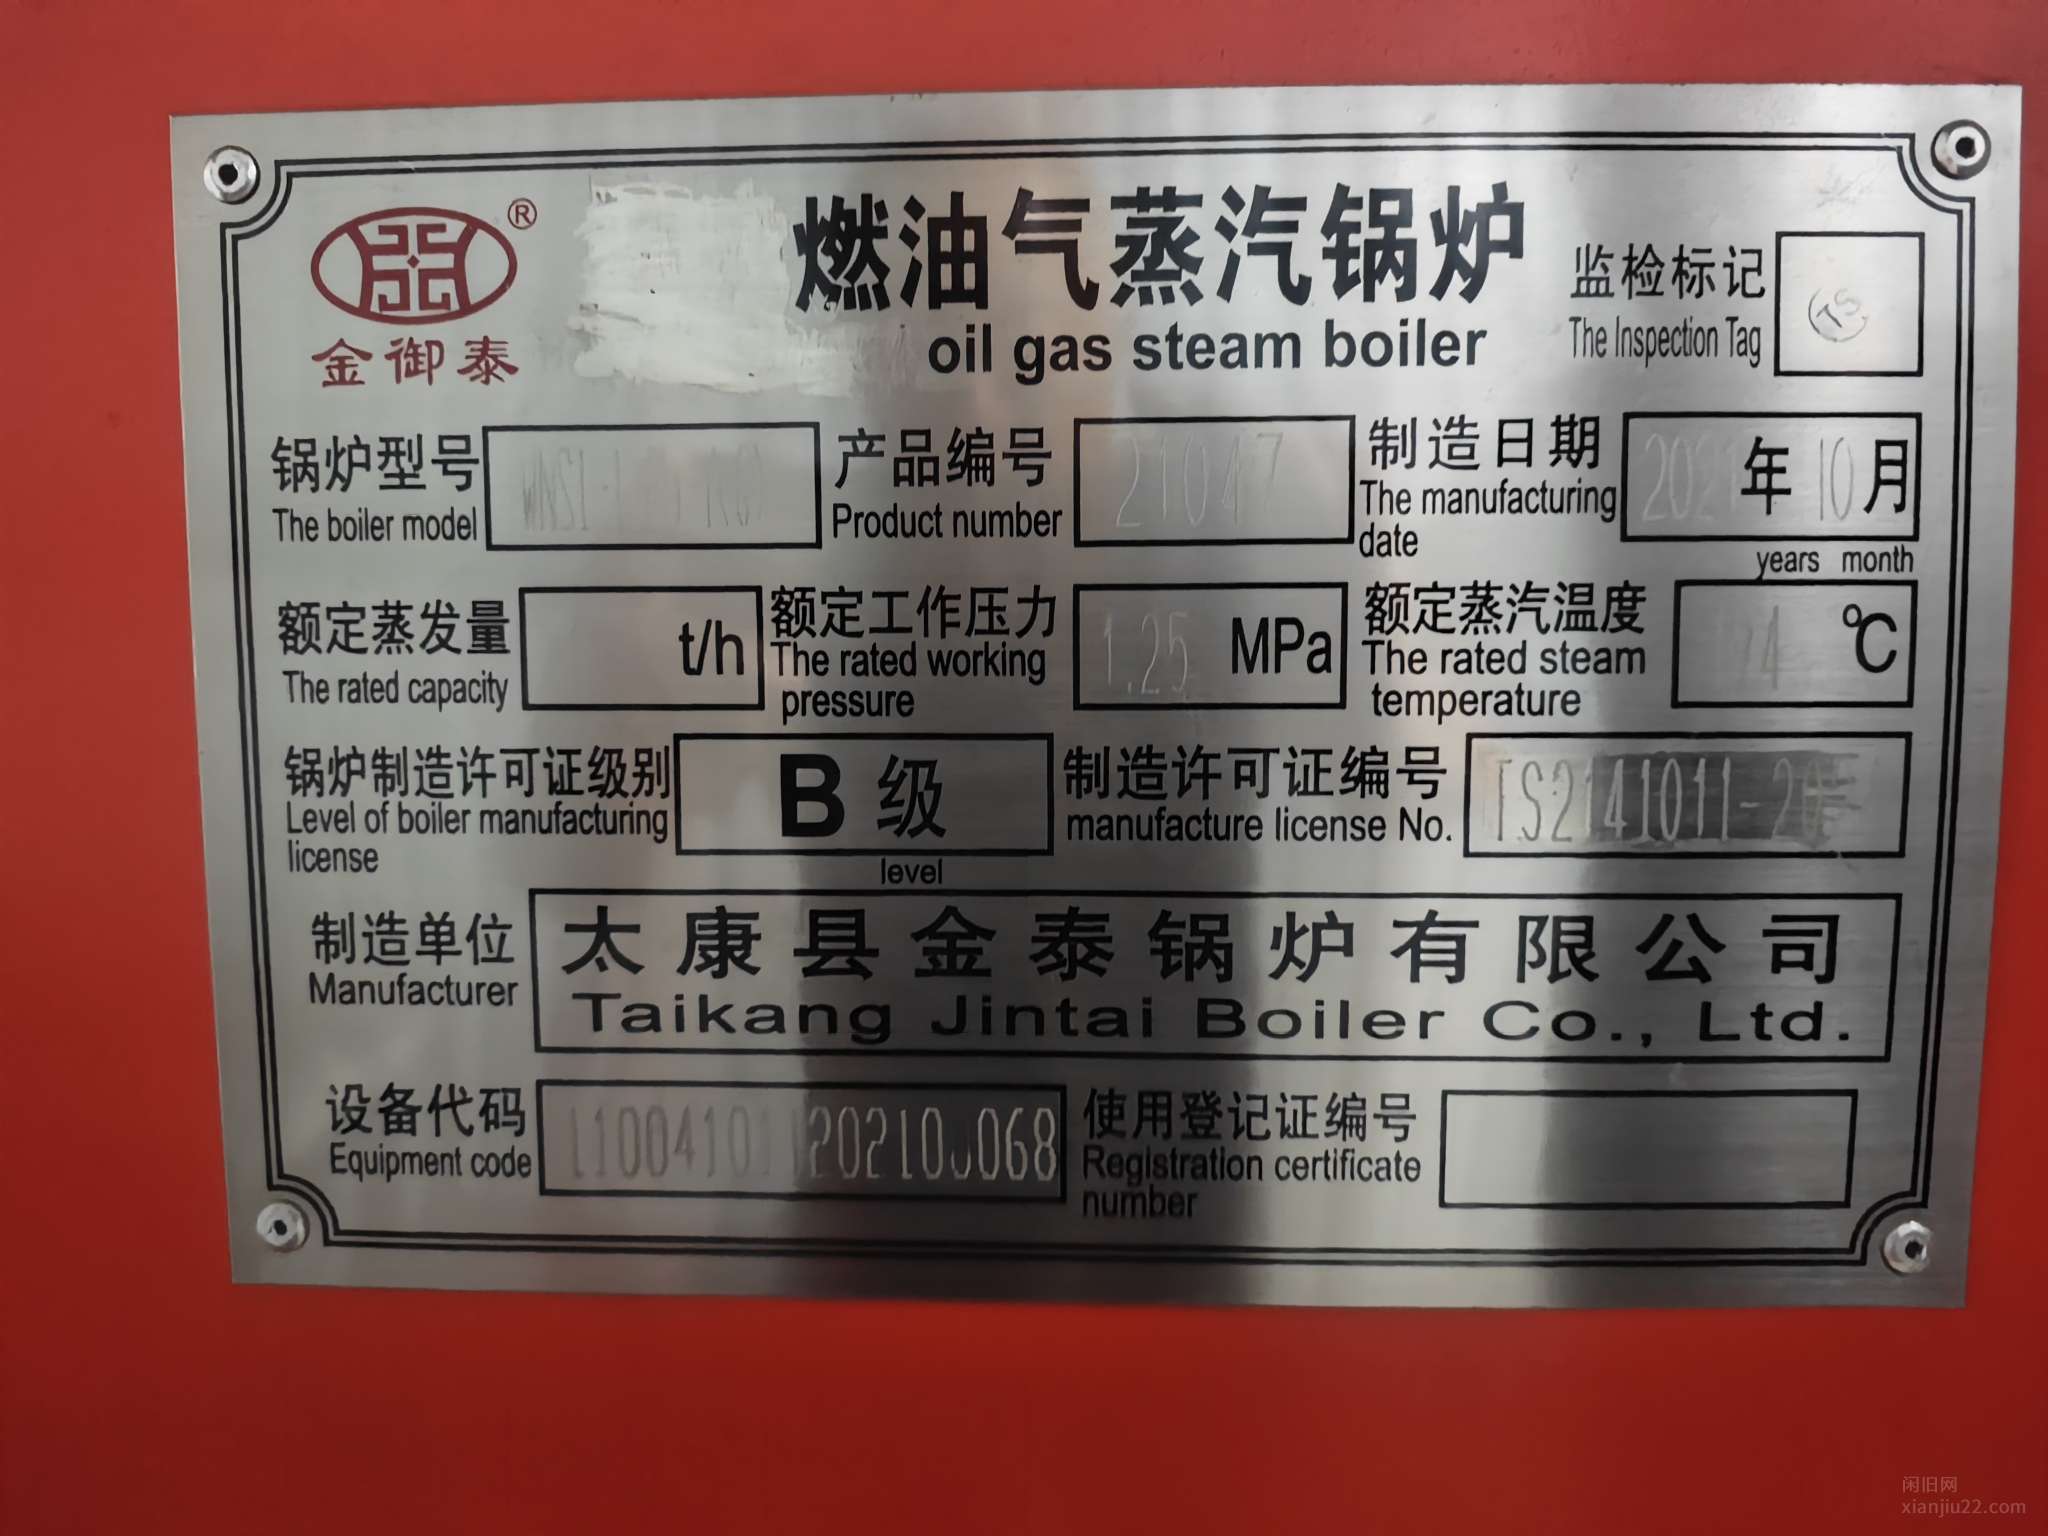 ®
金御泰
燃油气蒸汽锅炉
oil gas steam boiler
监检标记
The Inspection Tag
TS
锅炉型号
The boiler model
产品编号
Product number
21047
制造日期
The manufacturing
date
年 10 月
years month
额定蒸发量
The rated capacity
t/h
额定工作压力
The rated working
pressure
1.25 MPa
额定蒸汽温度
The rated steam
temperature
℃
锅炉制造许可证级别
Level of boiler manufacturing
license
B 级
level
制造许可证编号
manufacture license No.
制造单位
Manufacturer
太康县金泰锅炉有限公司
Taikang Jintai Boiler Co., Ltd.
设备代码
Equipment code
使用登记证编号
Registration certificate
number
闲旧网
xianjiu22.com